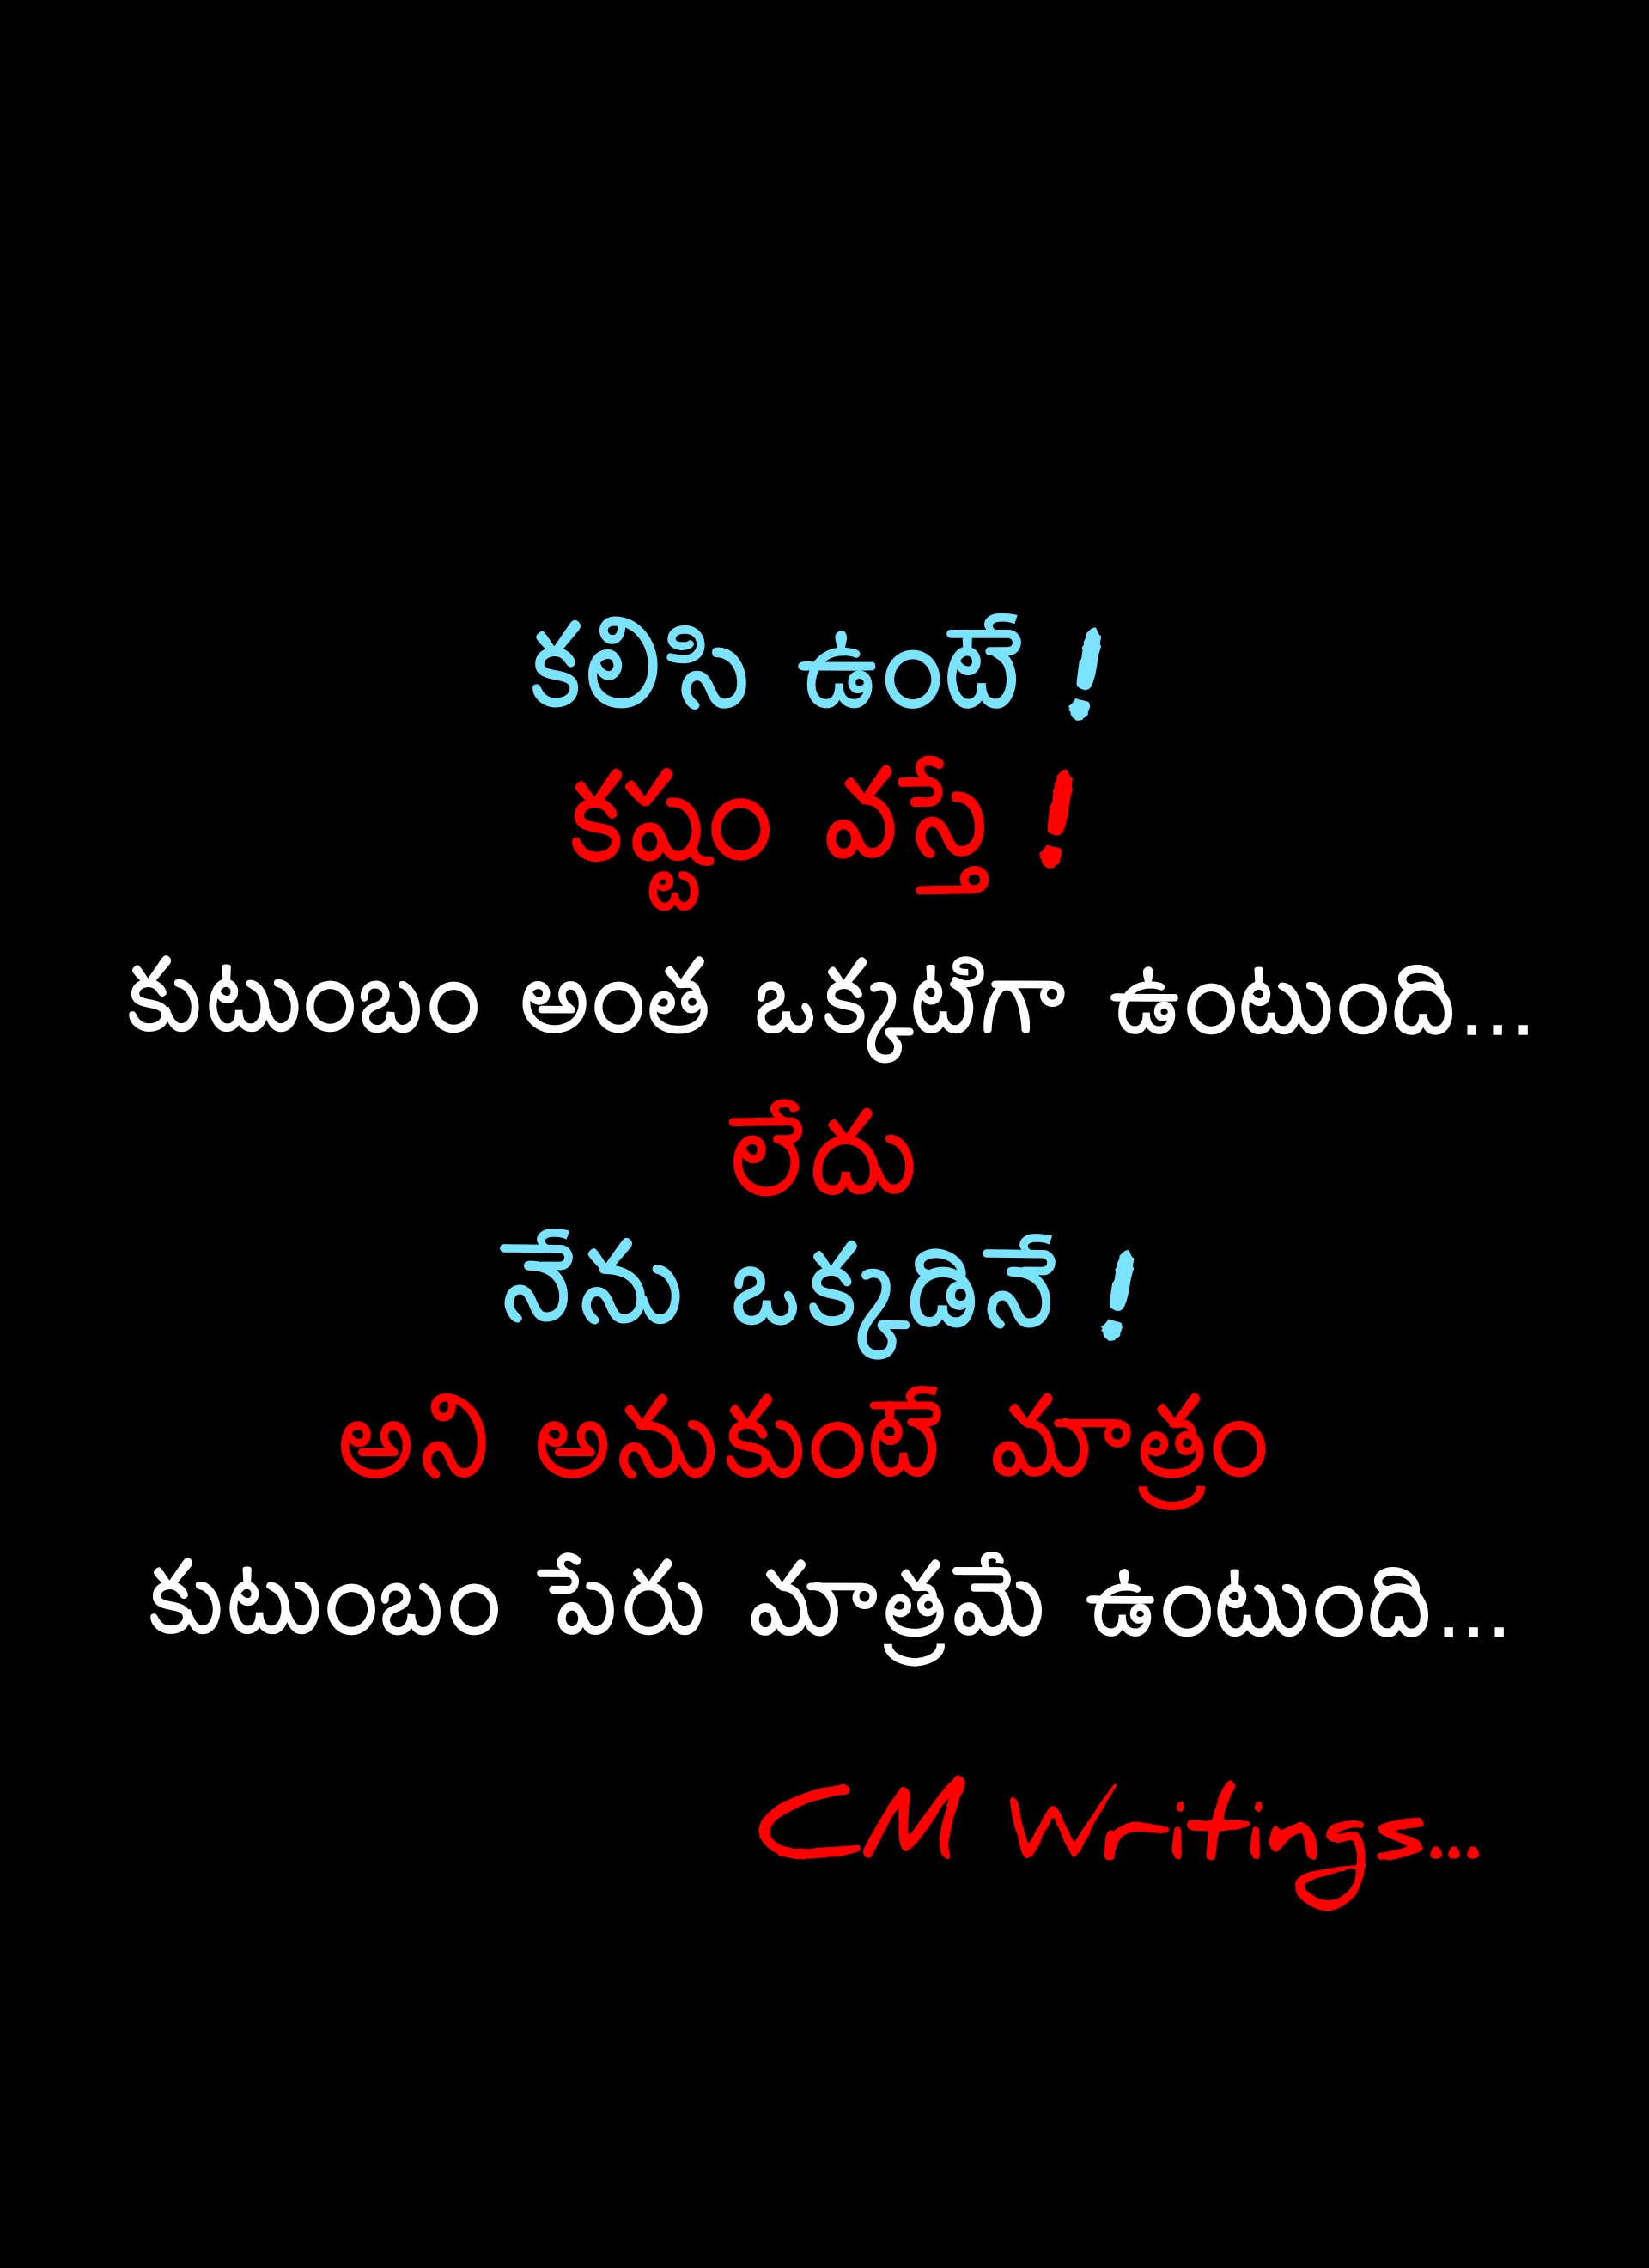 కలిసి ఉంటే !
కష్టం వస్తే !
కుటుంబం అంత ఒక్కటిగా ఉంటుంది...
లేదు
నేను ఒక్కడినే !
అని అనుకుంటే మాత్రం
కుటుంబం పేరు మాత్రమే ఉంటుంది...
CM Writings...